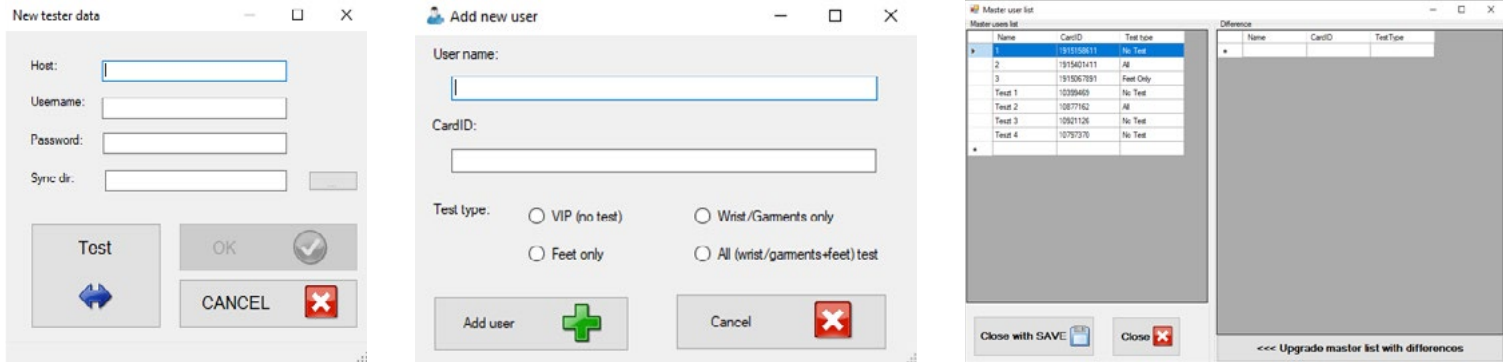 New tester data
Host:
Username:
Password:
Sync dir.:
...
Test
OK
CANCEL
Add new user
User name:
CardID:
Test type:
VIP (no test)
Wrist/Garments only
Feet only
All (wrist/garments+feet) test
Add user
Cancel
Master user list
Master users list
Name CardID Test type
1 1915158611 No Test
2 1915401411 All
3 1915067891 Feet Only
Teszt 1 10399469 No Test
Teszt 2 10877162 All
Teszt 3 10921126 No Test
Teszt 4 10757370 No Test
Difference
Name CardID TestType
Close with SAVE
Close
<<< Upgrade master list with differences